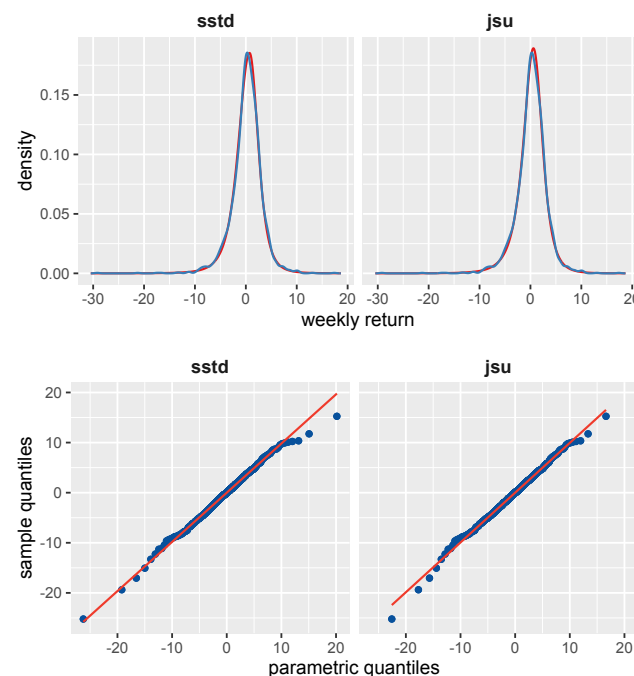 sstd jsu
density
0.15
0.10
0.05
0.00
-30 -20 -10 0 10 20 -30 -20 -10 0 10 20
weekly return
sstd jsu
sample quantiles
20
10
0
-10
-20
-20 -10 0 10 20 -20 -10 0 10 20
parametric quantiles